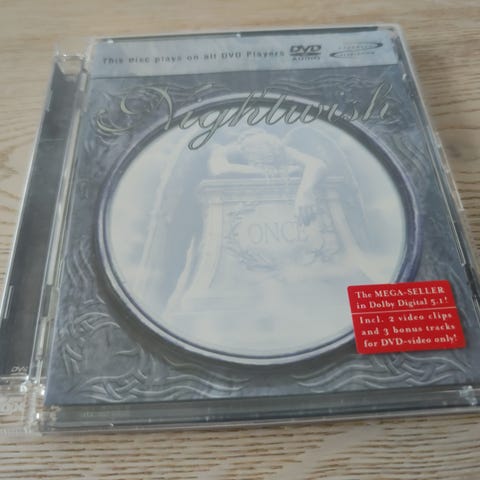 This Disc plays on all DVD Players
DVD
AUDIO
Nightwish
ONCE
The MEGA-SELLER
in Dolby Digital 5.1!
Incl. 2 video clips
and 3 bonus tracks
for DVD-video only!